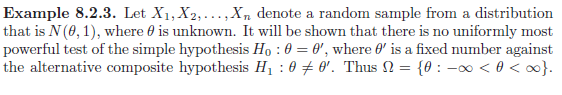 Example 8.2.3. Let X₁, X₂, . . . , Xₙ denote a random sample from a distribution
that is N(θ, 1), where θ is unknown. It will be shown that there is no uniformly most
powerful test of the simple hypothesis H₀ : θ = θ′, where θ′ is a fixed number against
the alternative composite hypothesis H₁ : θ ≠ θ′. Thus Ω = {θ : −∞ < θ < ∞}.